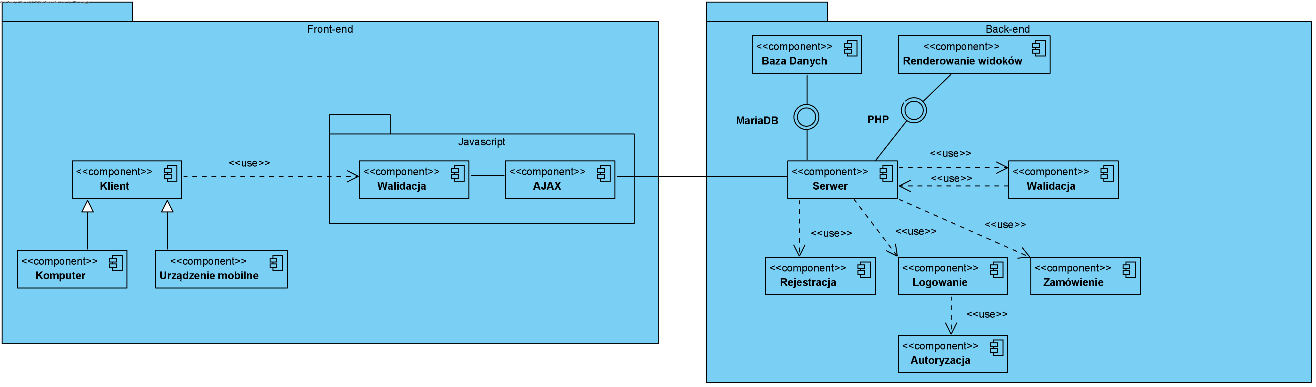 Front-end
Back-end
<<component>>
Baza Danych
<<component>>
Renderowanie widoków
MariaDB
PHP
Javascript
<<component>>
Klient
<<use>>
<<component>>
Walidacja
<<component>>
AJAX
<<component>>
Serwer
<<use>>
<<use>>
<<component>>
Walidacja
<<component>>
Komputer
<<component>>
Urządzenie mobilne
<<use>>
<<use>>
<<use>>
<<component>>
Rejestracja
<<component>>
Logowanie
<<component>>
Zamówienie
<<use>>
<<component>>
Autoryzacja